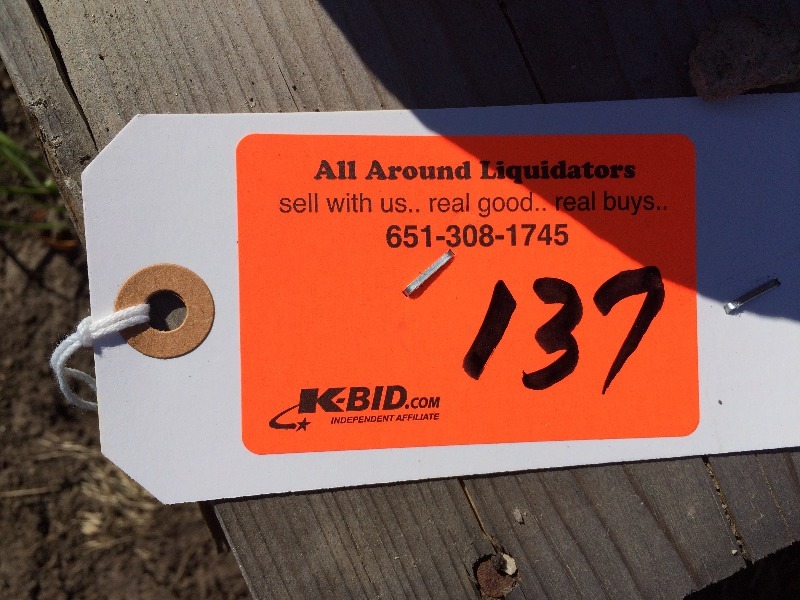 All Around Liquidators
sell with us.. real good.. real buys..
651-308-1745
137
K-BID.COM
INDEPENDENT AFFILIATE